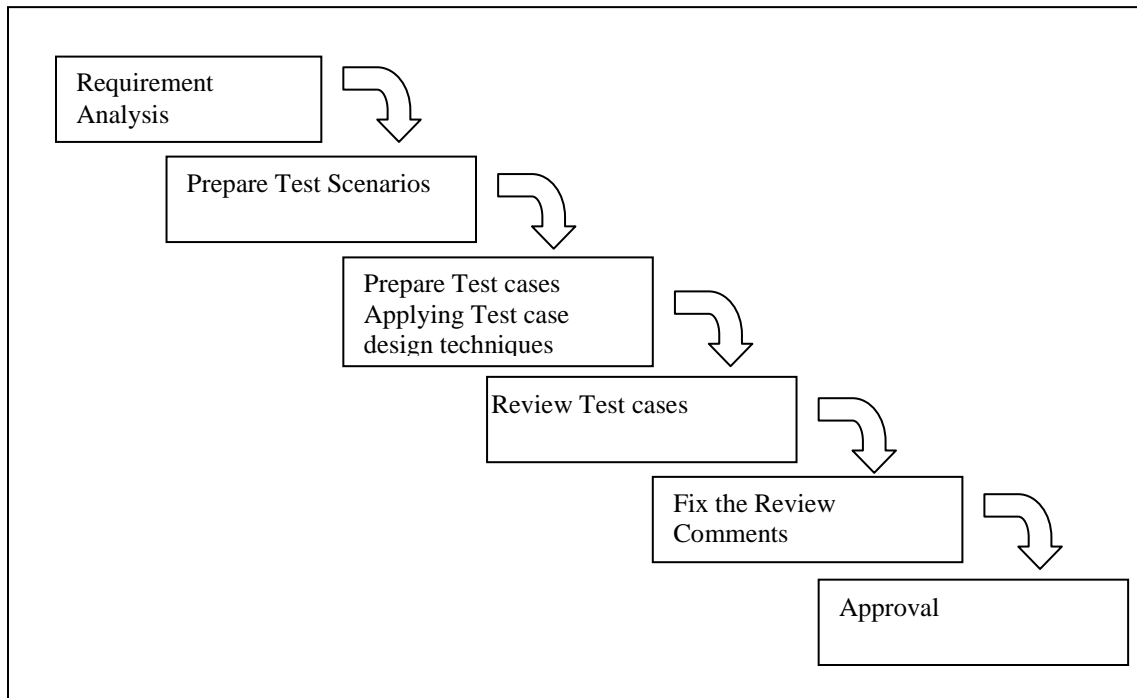 Requirement
Analysis
Prepare Test Scenarios
Prepare Test cases
Applying Test case
design techniques
Review Test cases
Fix the Review
Comments
Approval